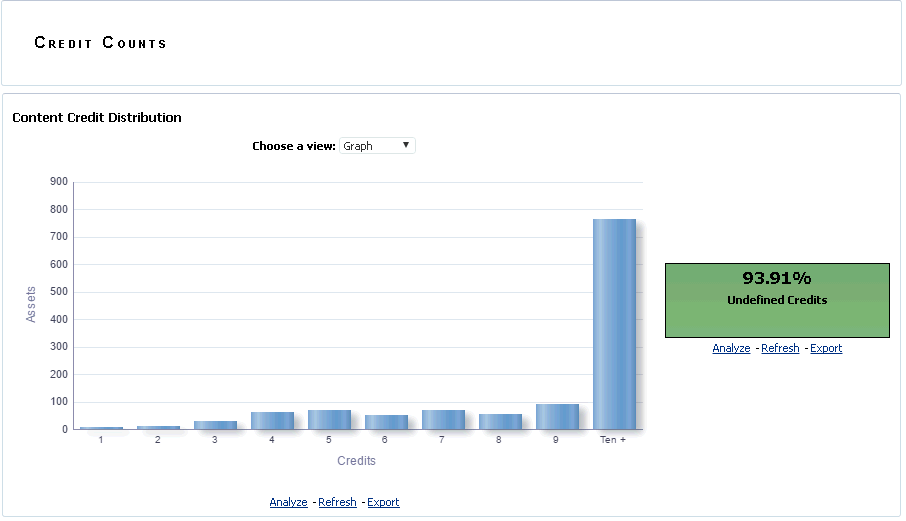 Credit Counts
Content Credit Distribution
Choose a view: Graph ▼
900
800
700
600
500
400
300
200
100
0
Assets
1 2 3 4 5 6 7 8 9 Ten +
Credits
Analyze - Refresh - Export
93.91%
Undefined Credits
Analyze - Refresh - Export